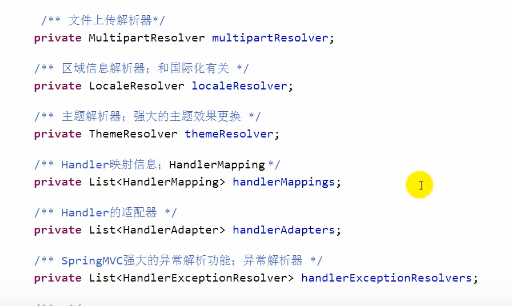 /** 文件上传解析器*/
private MultipartResolver multipartResolver;
/** 区域信息解析器；和国际化有关 */
private LocaleResolver localeResolver;
/** 主题解析器；强大的主题效果更换 */
private ThemeResolver themeResolver;
/** Handler映射信息；HandlerMapping*/
private List<HandlerMapping> handlerMappings;
/** Handler的适配器 */
private List<HandlerAdapter> handlerAdapters;
/** SpringMVC强大的异常解析功能；异常解析器 */
private List<HandlerExceptionResolver> handlerExceptionResolvers;